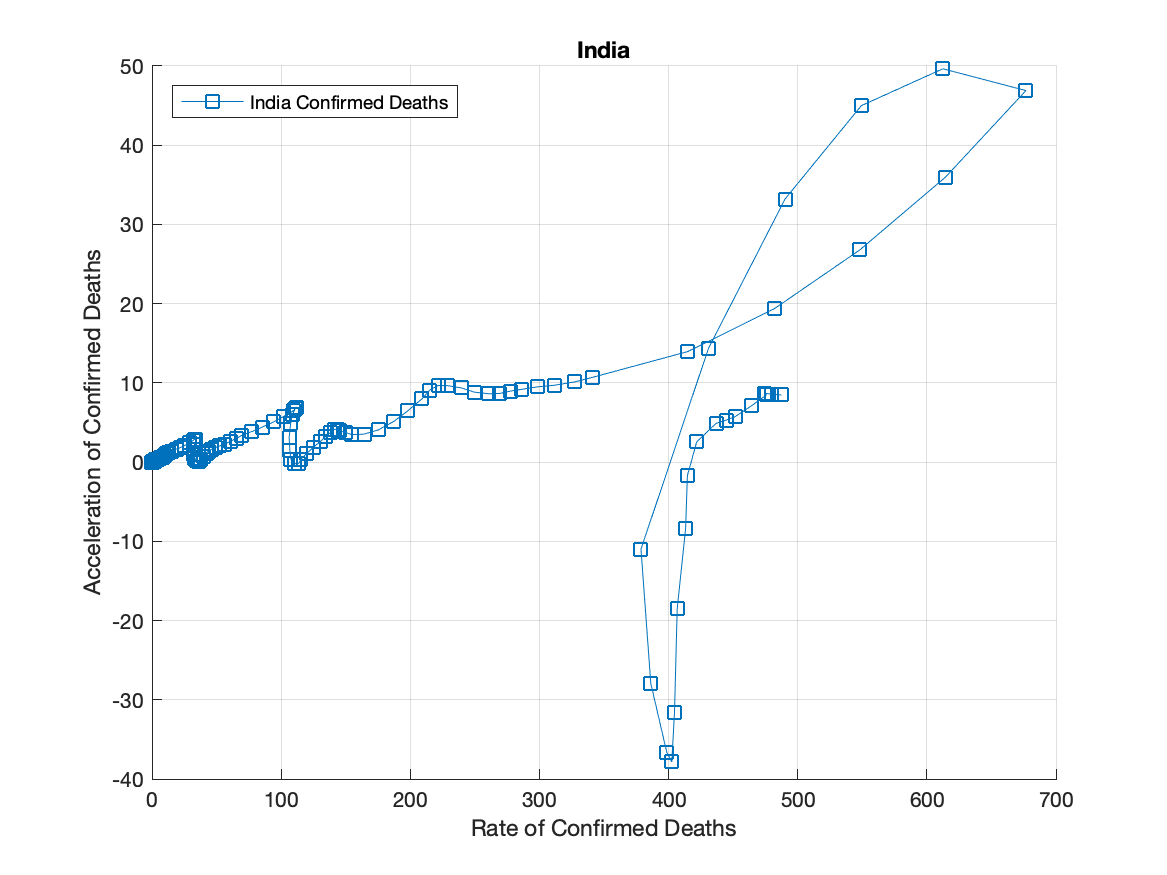 India
India Confirmed Deaths
50
40
30
20
10
0
-10
-20
-30
-40
0 100 200 300 400 500 600 700
Acceleration of Confirmed Deaths
Rate of Confirmed Deaths